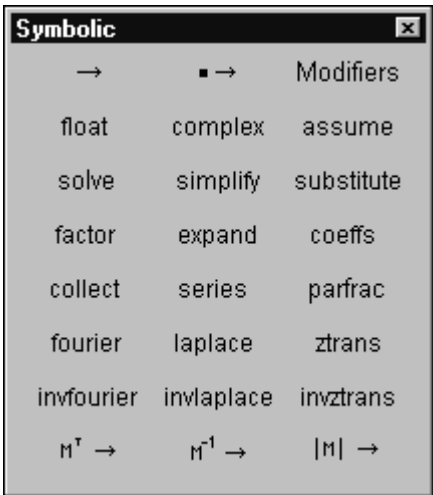 Symbolic
→ ▪ → Modifiers
float complex assume
solve simplify substitute
factor expand coeffs
collect series parfrac
fourier laplace ztrans
invfourier invlaplace invztrans
Mᵀ → M⁻¹ → |M| →